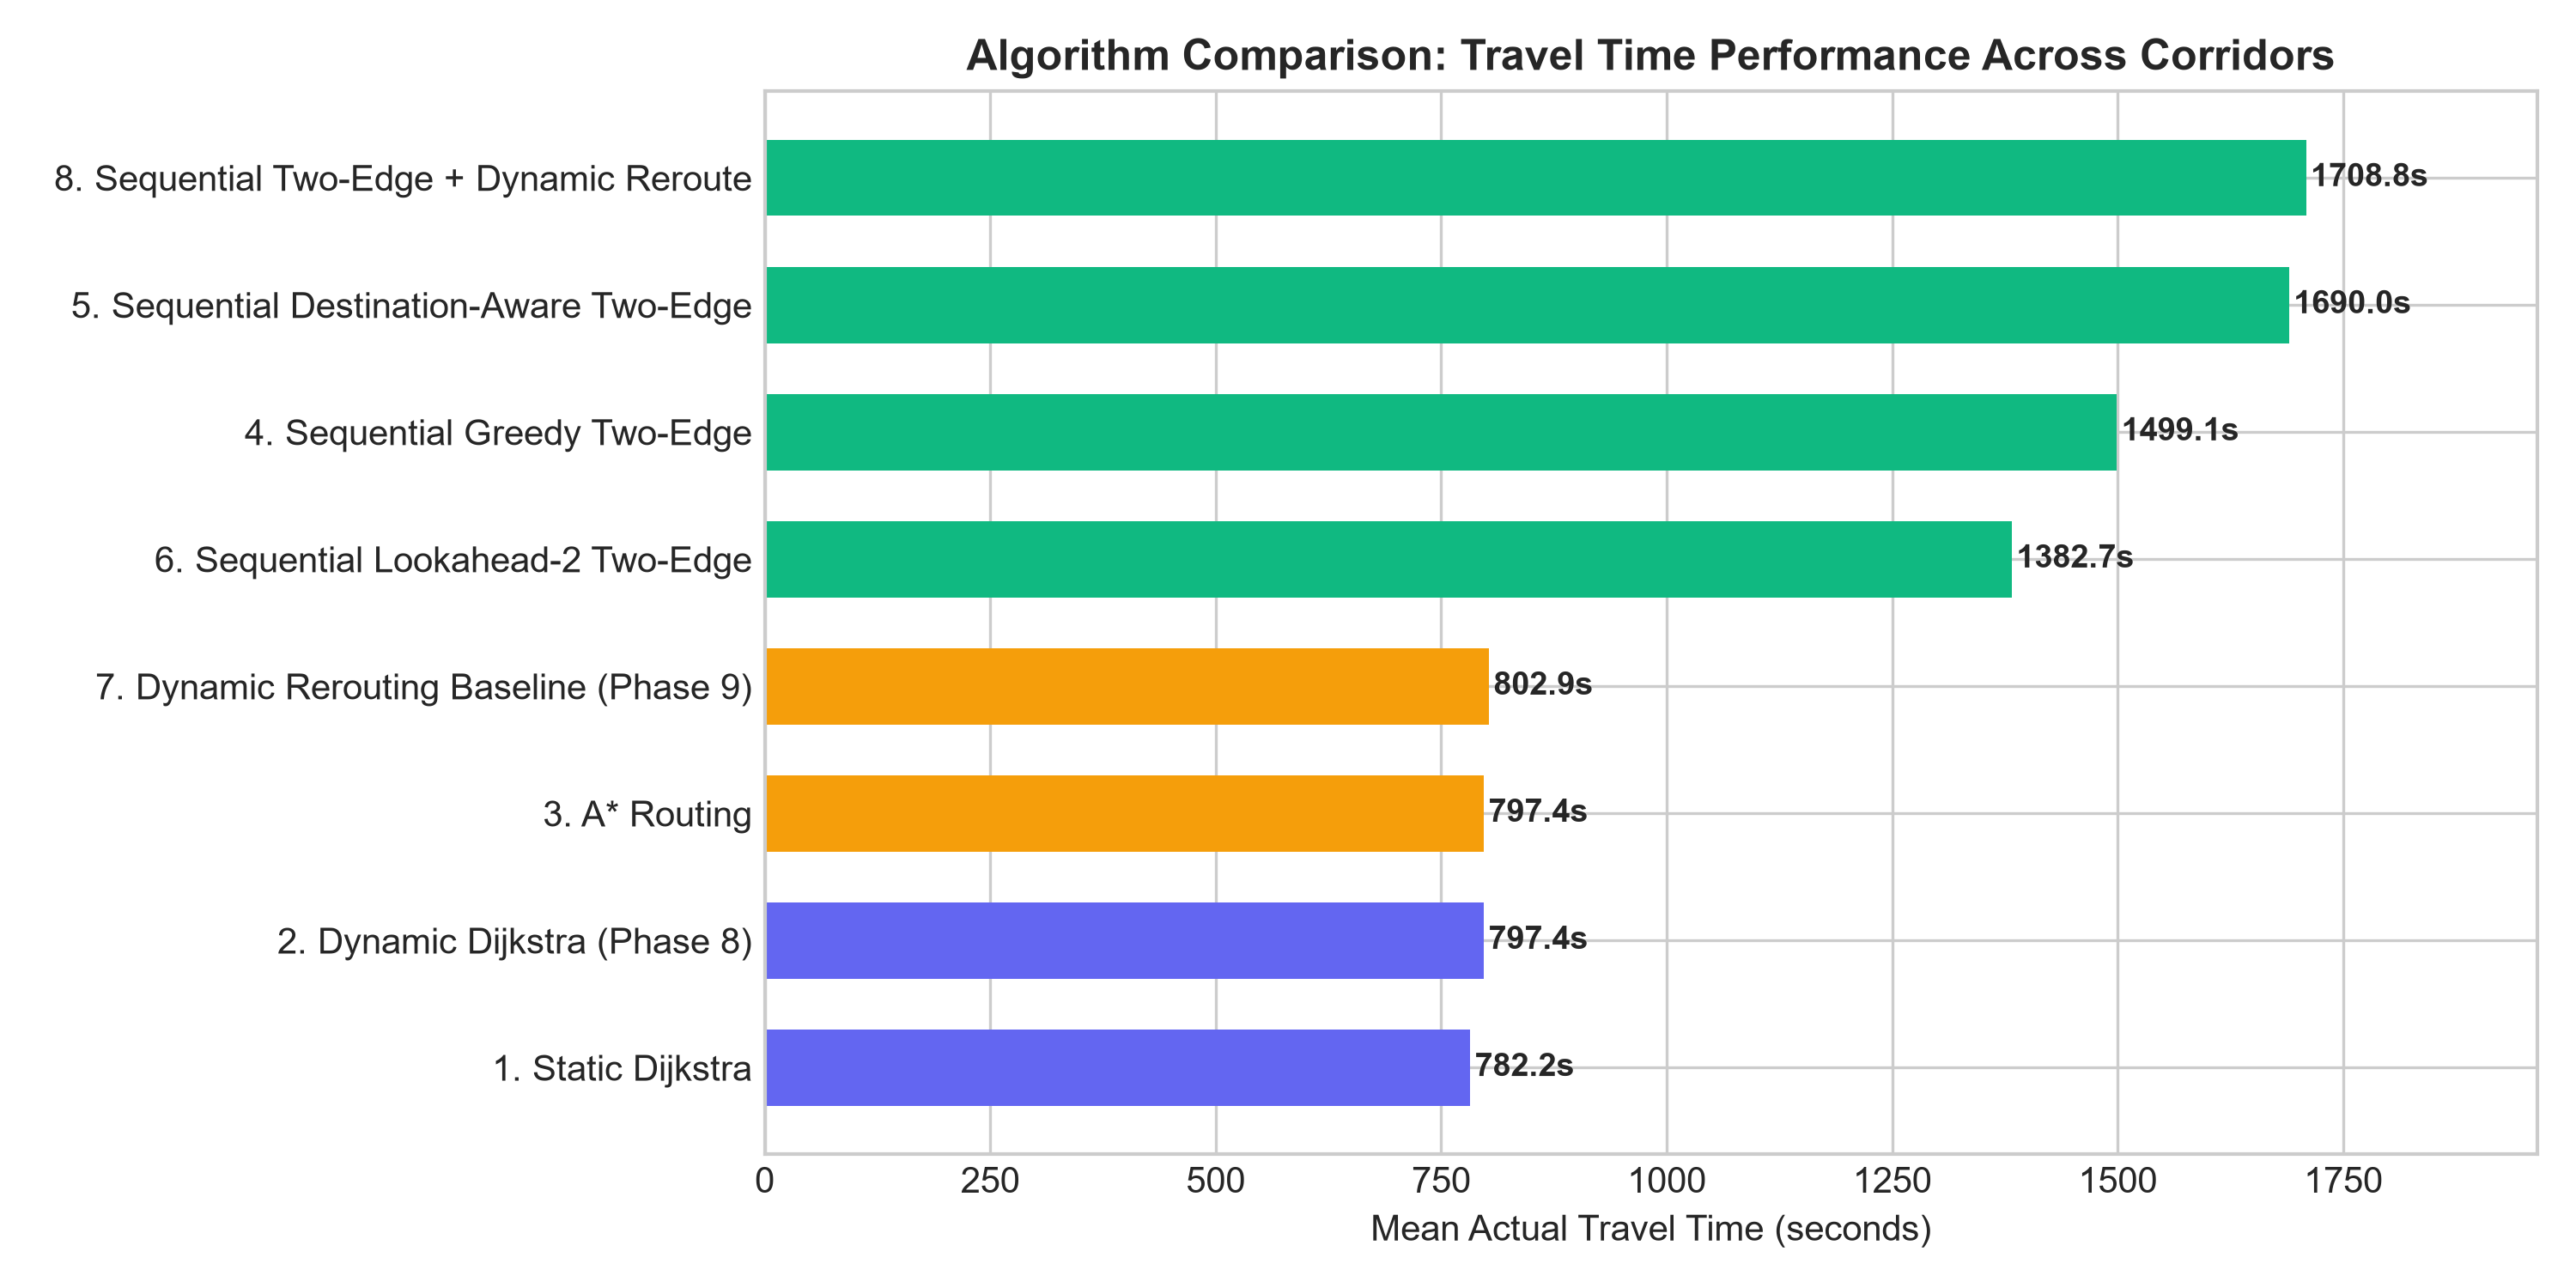 Algorithm Comparison: Travel Time Performance Across Corridors
8. Sequential Two-Edge + Dynamic Reroute
1708.8s
5. Sequential Destination-Aware Two-Edge
1690.0s
4. Sequential Greedy Two-Edge
1499.1s
6. Sequential Lookahead-2 Two-Edge
1382.7s
7. Dynamic Rerouting Baseline (Phase 9)
802.9s
3. A* Routing
797.4s
2. Dynamic Dijkstra (Phase 8)
797.4s
1. Static Dijkstra
782.2s
0 250 500 750 1000 1250 1500 1750
Mean Actual Travel Time (seconds)